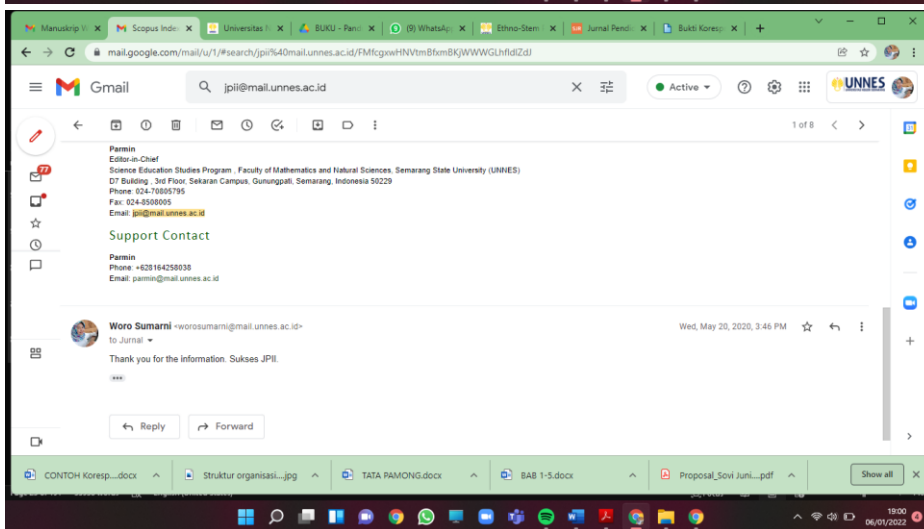 Manuskrip V
Scopus Index
Universitas N
BUKU - Pand
(9) WhatsApp
Ethno-Stem
Jurnal Pendid
Bukti Koresp
mail.google.com/mail/u/1/#search/jpii%40mail.unnes.ac.id/
Gmail
jpii@mail.unnes.ac.id
Active
UNNES
1 of 8
77
Parmin
Editor-in-Chief
Science Education Studies Program , Faculty of Mathematics and Natural Sciences, Semarang State University (UNNES)
D7 Building , 3rd Floor, Sekaran Campus, Gunungpati, Semarang, Indonesia 50229
Phone: 024-70805795
Fax: 024-8508005
Email: jpii@mail.unnes.ac.id
Support Contact
Parmin
Phone: +628164258038
Email: parmin@mail.unnes.ac.id
Woro Sumarni <worosumarni@mail.unnes.ac.id>
Wed, May 20, 2020, 3:46 PM
to Jurnal
Thank you for the information. Sukses JPII.
Reply
Forward
CONTOH Koresp....docx
Struktur organisasi....jpg
TATA PAMONG.docx
BAB 1-5.docx
Proposal_Sovi Juni....pdf
Show all
19:00
06/01/2022